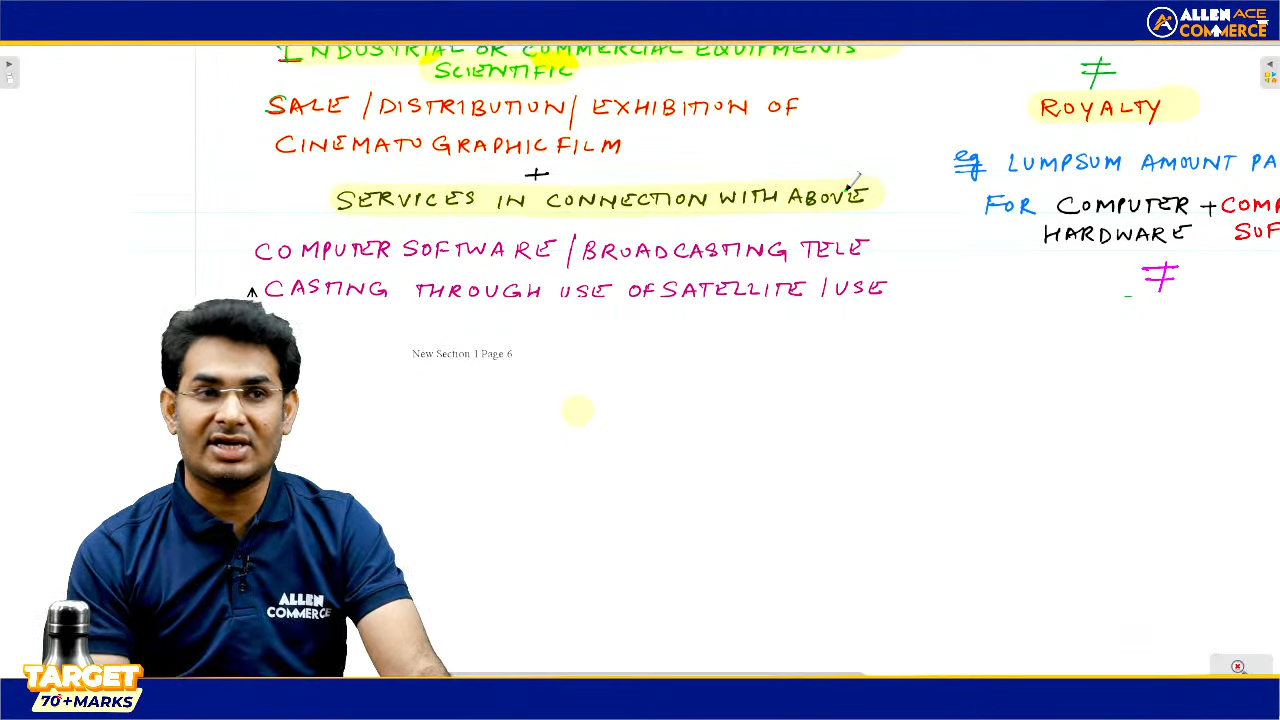 ALLEN ACE
COMMERCE
INDUSTRIAL OR COMMERCIAL EQUIPMENTS
SCIENTIFIC
SALE / DISTRIBUTION / EXHIBITION OF
CINEMATOGRAPHIC FILM
+
SERVICES IN CONNECTION WITH ABOVE
COMPUTER SOFTWARE / BROADCASTING TELE
CASTING THROUGH USE OF SATELLITE / USE
≠
ROYALTY
eg LUMPSUM AMOUNT PA
FOR COMPUTER + COMP
HARDWARE SUF
≠
New Section 1 Page 6
ALLEN
COMMERCE
TARGET
70+MARKS